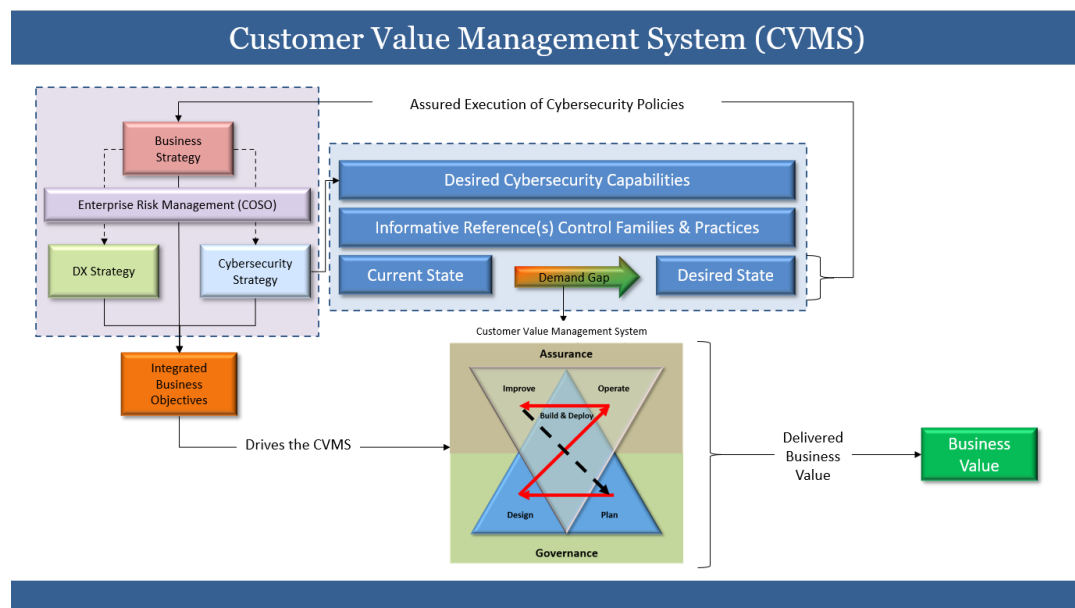 Customer Value Management System (CVMS)
Assured Execution of Cybersecurity Policies
Business
Strategy
Enterprise Risk Management (COSO)
DX Strategy
Cybersecurity
Strategy
Desired Cybersecurity Capabilities
Informative Reference(s) Control Families & Practices
Current State
Demand Gap
Desired State
Integrated
Business
Objectives
Drives the CVMS
Customer Value Management System
Assurance
Improve
Operate
Build & Deploy
Design
Plan
Governance
Delivered
Business
Value
Business
Value